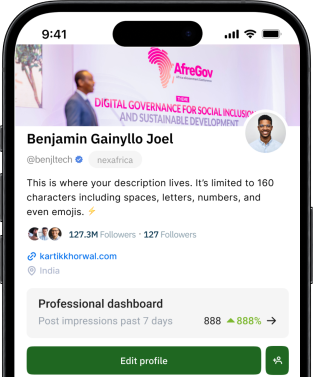 9:41
AfreGov
DIGITAL GOVERNANCE FOR SOCIAL INCLUSION
AND SUSTAINABLE DEVELOPMENT
Benjamin Gainyllo Joel
@benjltech nexafrica
This is where your description lives. It's limited to 160
characters including spaces, letters, numbers, and
even emojis. ⚡
127.3M Followers · 127 Followers
kartikkhorwal.com
India
Professional dashboard
Post impressions past 7 days 888 888% →
Edit profile